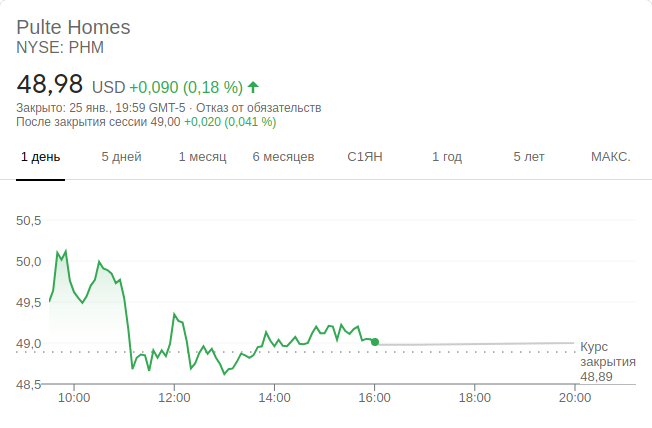 Pulte Homes
NYSE: PHM
48,98 USD +0,090 (0,18 %)
Закрыто: 25 янв., 19:59 GMT-5 · Отказ от обязательств
После закрытия сессии 49,00 +0,020 (0,041 %)
1 день 5 дней 1 месяц 6 месяцев С1ЯН 1 год 5 лет МАКС.
50,5
50,0
49,5
49,0
48,5
Курс
закрытия
48,89
10:00 12:00 14:00 16:00 18:00 20:00